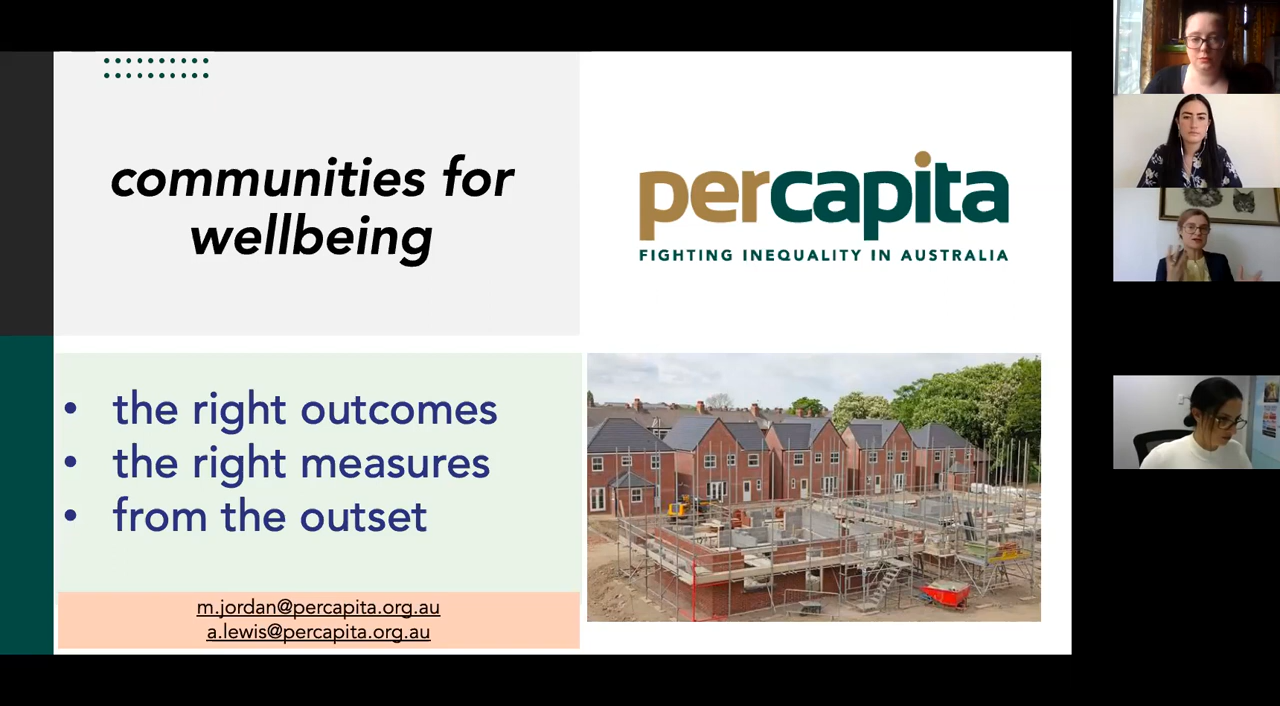 communities for
wellbeing
percapita
FIGHTING INEQUALITY IN AUSTRALIA
• the right outcomes
• the right measures
• from the outset
m.jordan@percapita.org.au
a.lewis@percapita.org.au